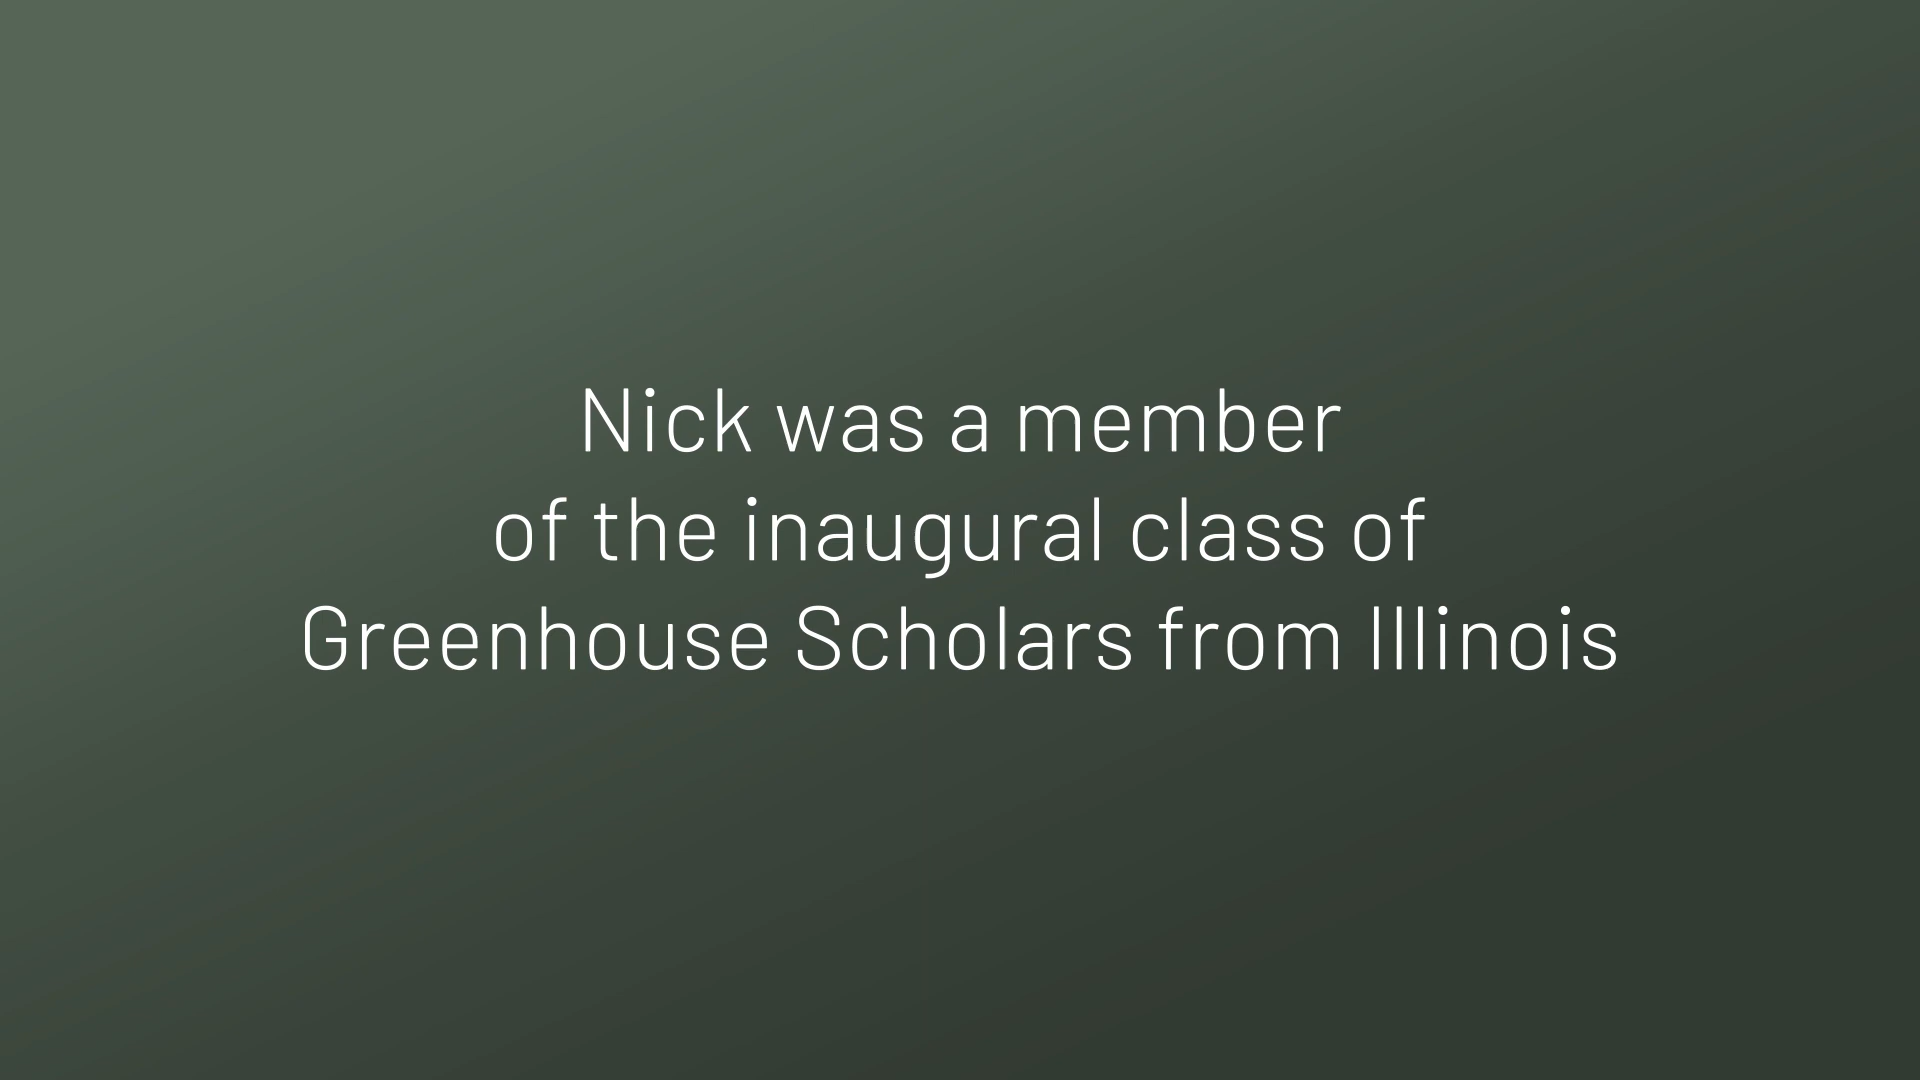 Nick was a member
of the inaugural class of
Greenhouse Scholars from Illinois